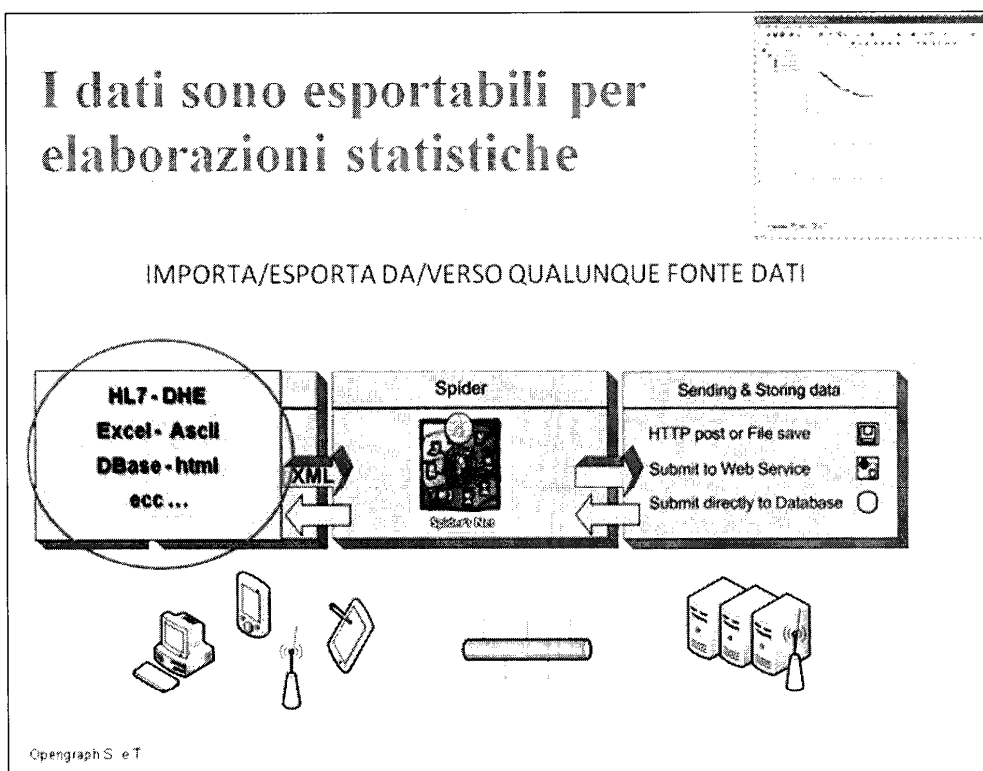 I dati sono esportabili per
elaborazioni statistiche
IMPORTA/ESPORTA DA/VERSO QUALUNQUE FONTE DATI
HL7 - DHE
Excel - Ascii
DBase - html
ecc ...
XML
Spider
Sending & Storing data
HTTP post or File save
Submit to Web Service
Submit directly to Database
Opengraph S e T